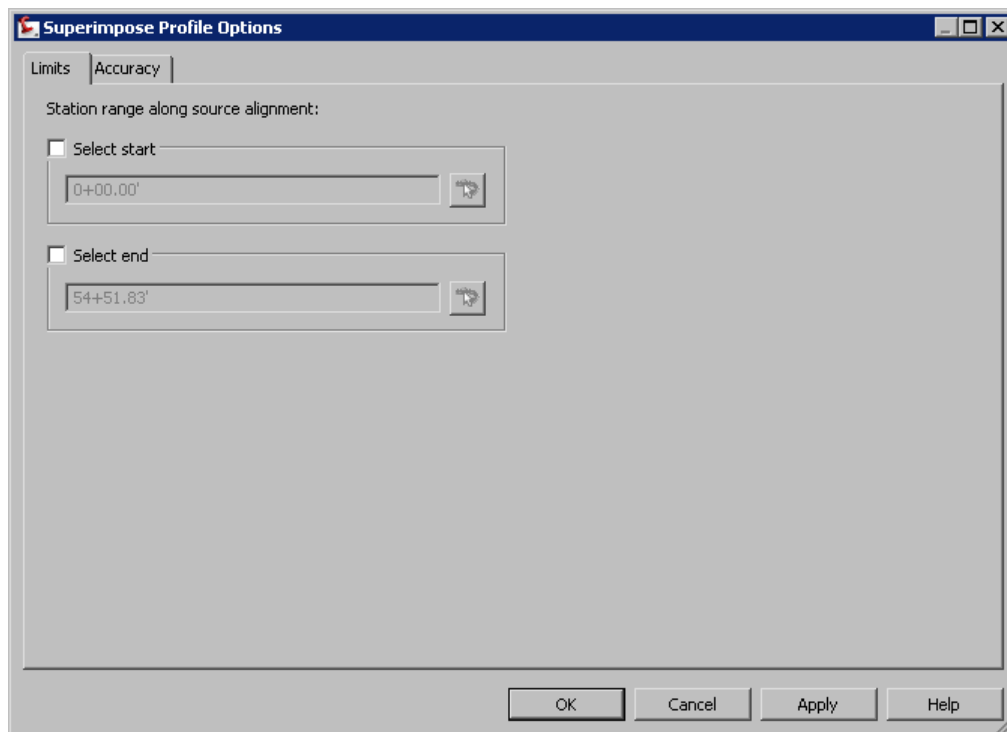 Superimpose Profile Options
Limits Accuracy
Station range along source alignment:
Select start
0+00.00'
Select end
54+51.83'
OK Cancel Apply Help